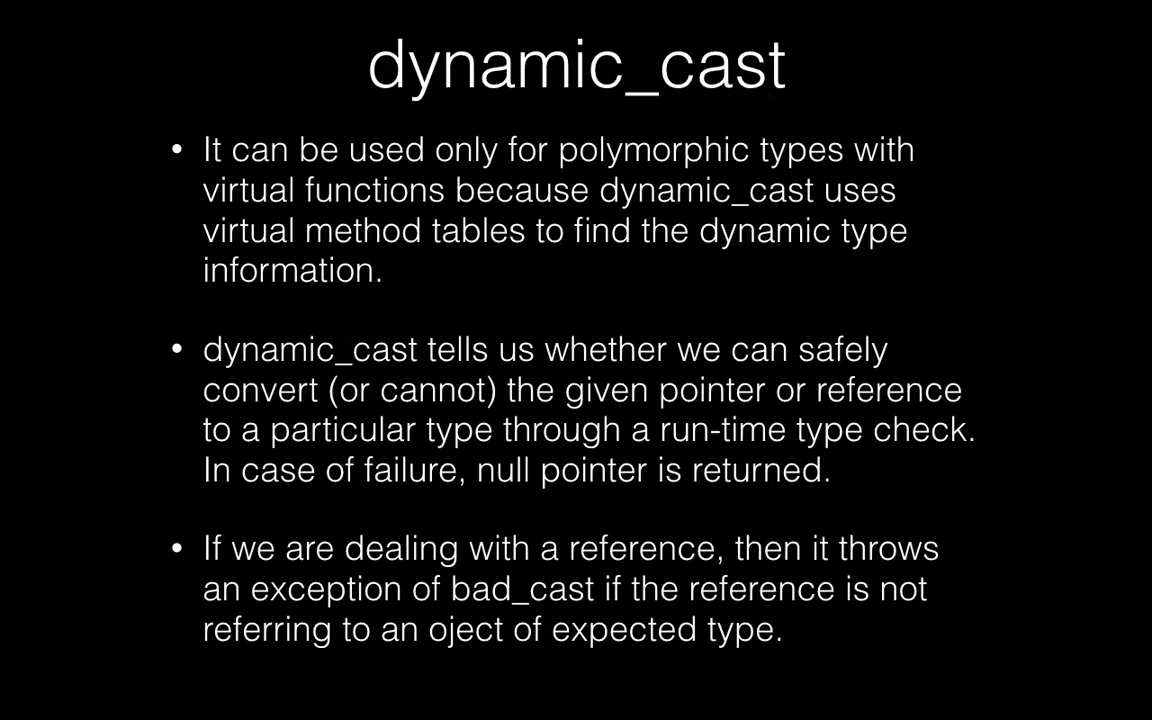 dynamic_cast
• It can be used only for polymorphic types with
virtual functions because dynamic_cast uses
virtual method tables to find the dynamic type
information.
• dynamic_cast tells us whether we can safely
convert (or cannot) the given pointer or reference
to a particular type through a run-time type check.
In case of failure, null pointer is returned.
• If we are dealing with a reference, then it throws
an exception of bad_cast if the reference is not
referring to an oject of expected type.